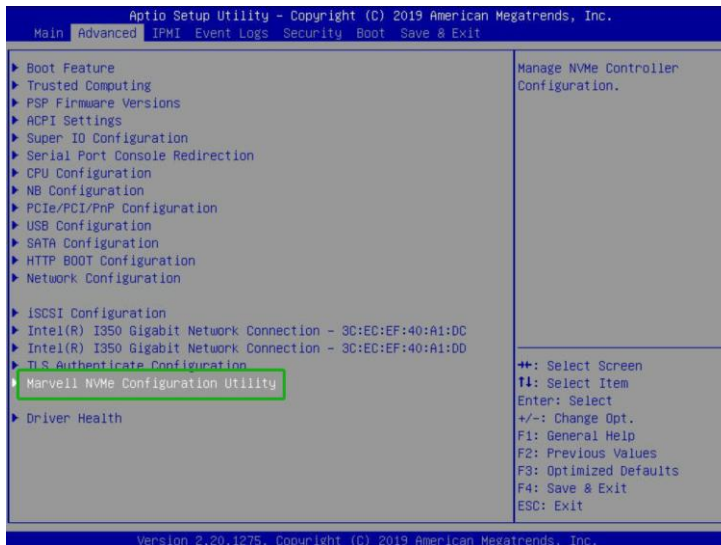 Aptio Setup Utility – Copyright (C) 2019 American Megatrends, Inc.
Main Advanced IPMI Event Logs Security Boot Save & Exit
Boot Feature
Trusted Computing
PSP Firmware Versions
ACPI Settings
Super IO Configuration
Serial Port Console Redirection
CPU Configuration
NB Configuration
PCIe/PCI/PnP Configuration
USB Configuration
SATA Configuration
HTTP BOOT Configuration
Network Configuration
iSCSI Configuration
Intel(R) I350 Gigabit Network Connection - 3C:EC:EF:40:A1:DC
Intel(R) I350 Gigabit Network Connection - 3C:EC:EF:40:A1:DD
TLS Authenticate Configuration
Marvell NVMe Configuration Utility
Driver Health
Manage NVMe Controller
Configuration.
→←: Select Screen
↑↓: Select Item
Enter: Select
+/-: Change Opt.
F1: General Help
F2: Previous Values
F3: Optimized Defaults
F4: Save & Exit
ESC: Exit
Version 2.20.1275. Copyright (C) 2019 American Megatrends, Inc.